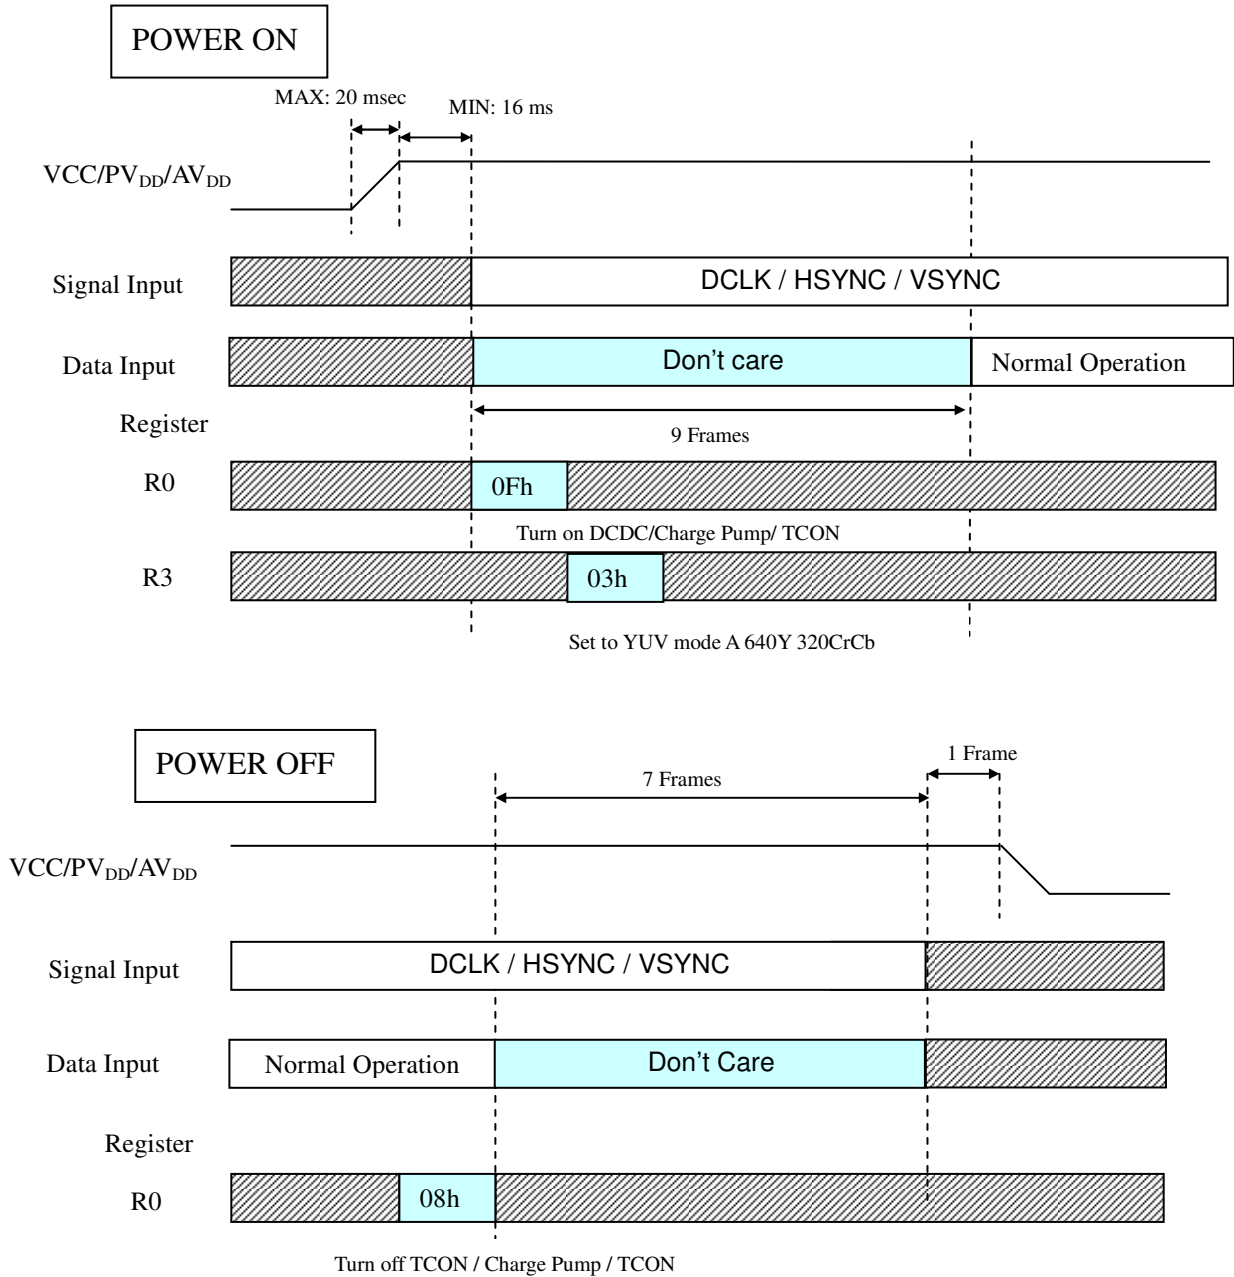 POWER ON
MAX: 20 msec
MIN: 16 ms
VCC/PVDD/AVDD
Signal Input
DCLK / HSYNC / VSYNC
Data Input
Don't care
Normal Operation
Register
9 Frames
R0
0Fh
Turn on DCDC/Charge Pump/ TCON
R3
03h
Set to YUV mode A 640Y 320CrCb
POWER OFF
1 Frame
7 Frames
VCC/PVDD/AVDD
Signal Input
DCLK / HSYNC / VSYNC
Data Input
Normal Operation
Don't Care
Register
R0
08h
Turn off TCON / Charge Pump / TCON